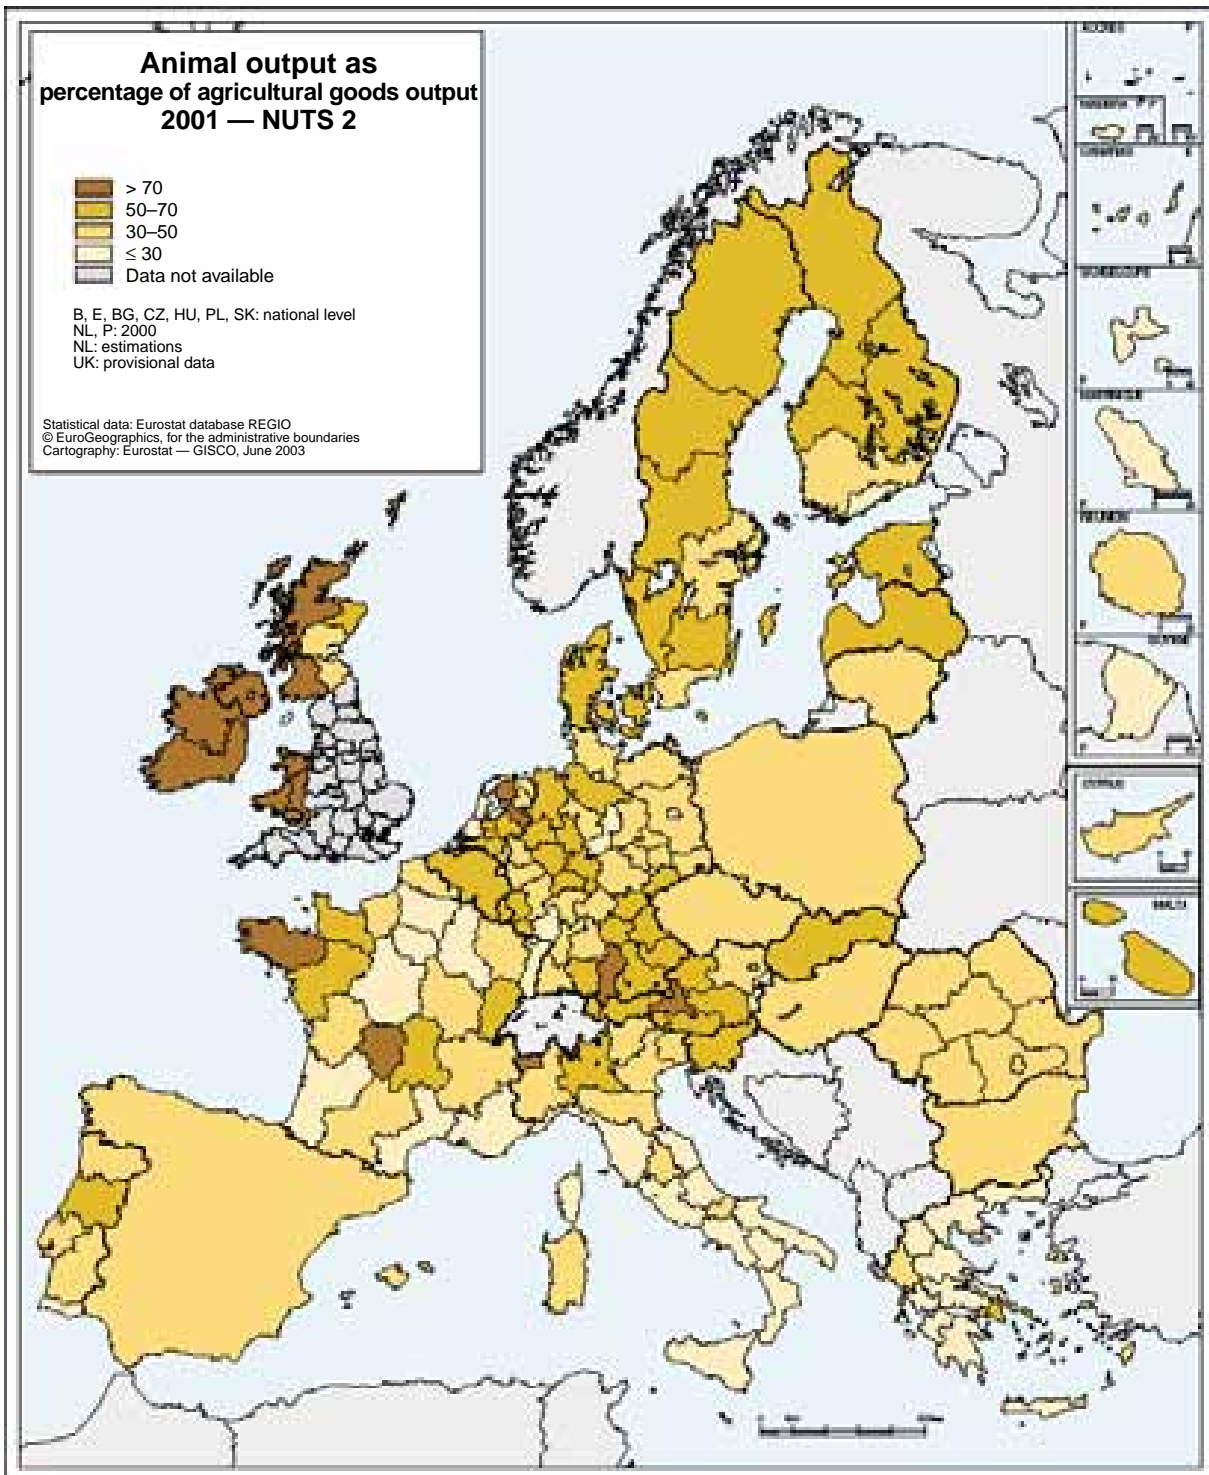 Animal output as
percentage of agricultural goods output
2001 — NUTS 2
> 70
50–70
30–50
≤ 30
Data not available
B, E, BG, CZ, HU, PL, SK: national level
NL, P: 2000
NL: estimations
UK: provisional data
Statistical data: Eurostat database REGIO
© EuroGeographics, for the administrative boundaries
Cartography: Eurostat — GISCO, June 2003